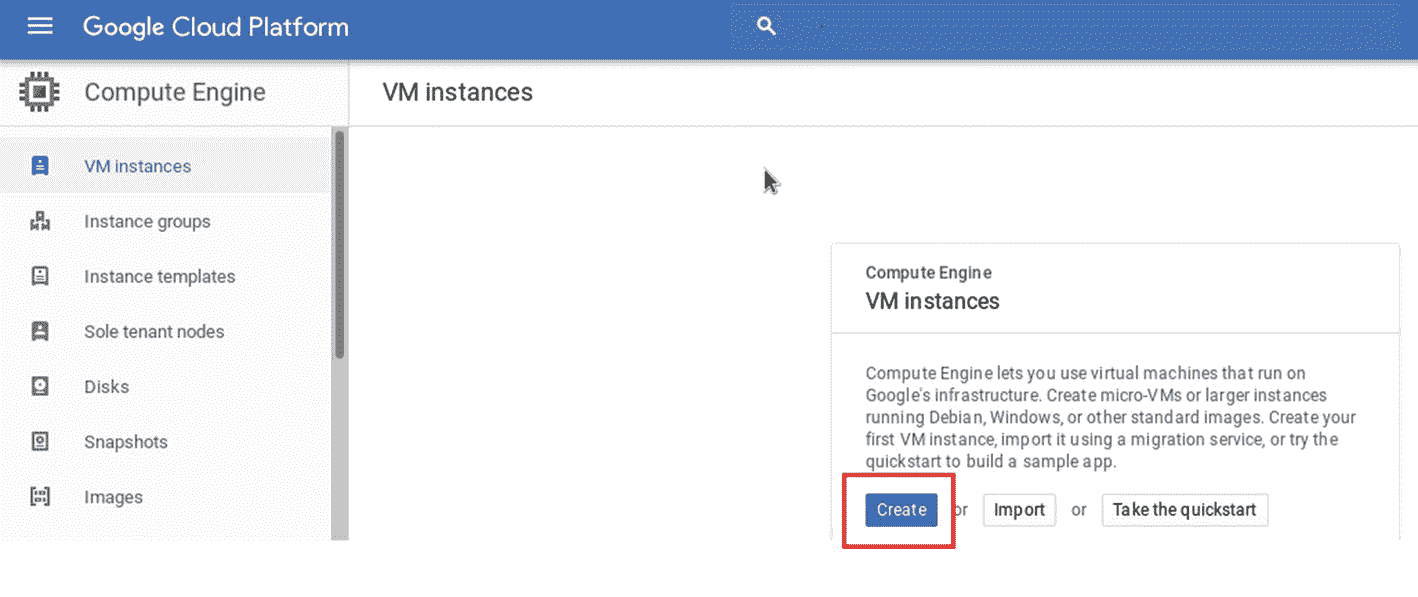 Google Cloud Platform
Compute Engine
VM instances
VM instances
Instance groups
Instance templates
Sole tenant nodes
Disks
Snapshots
Images
Compute Engine
VM instances
Compute Engine lets you use virtual machines that run on
Google's infrastructure. Create micro-VMs or larger instances
running Debian, Windows, or other standard images. Create your
first VM instance, import it using a migration service, or try the
quickstart to build a sample app.
Create or Import or Take the quickstart